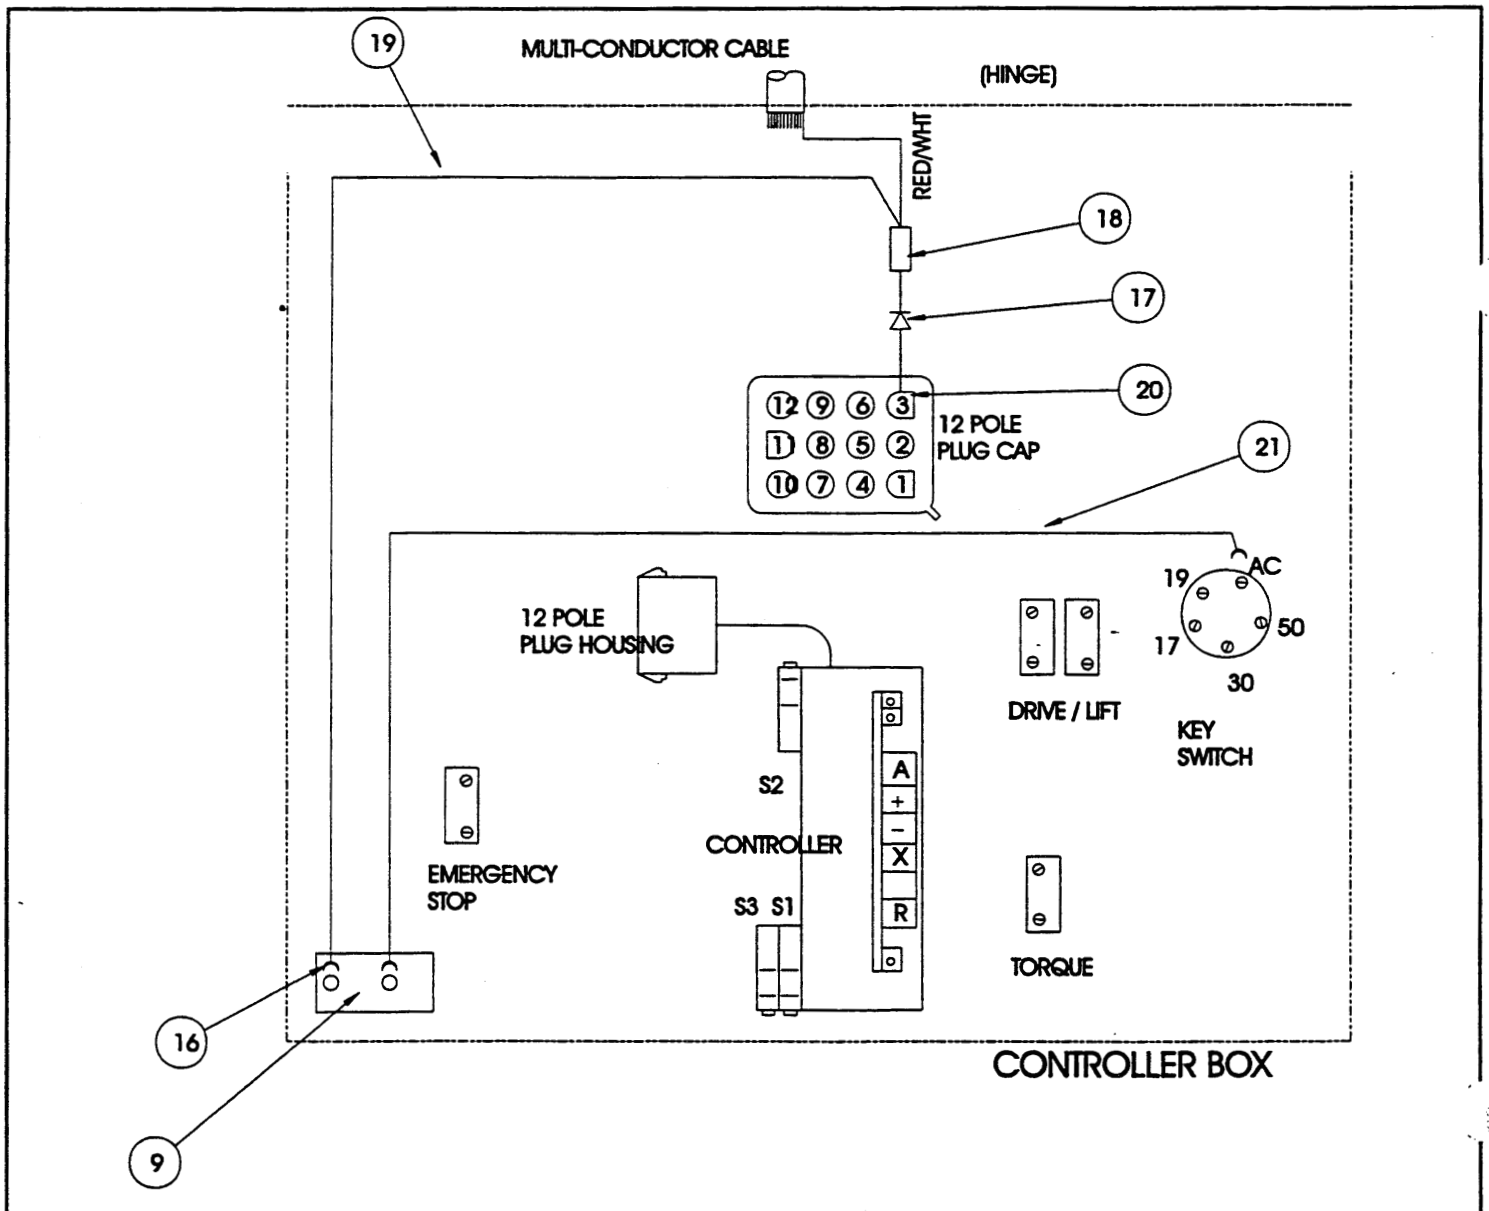 19
MULTI-CONDUCTOR CABLE
(HINGE)
RED/WHT
18
17
20
12 9 6 3
11 8 5 2
10 7 4 1
12 POLE
PLUG CAP
21
AC
19
50
17
30
KEY
SWITCH
12 POLE
PLUG HOUSING
DRIVE / LIFT
S2
A
+
−
X
R
CONTROLLER
EMERGENCY
STOP
S3 S1
TORQUE
16
CONTROLLER BOX
9